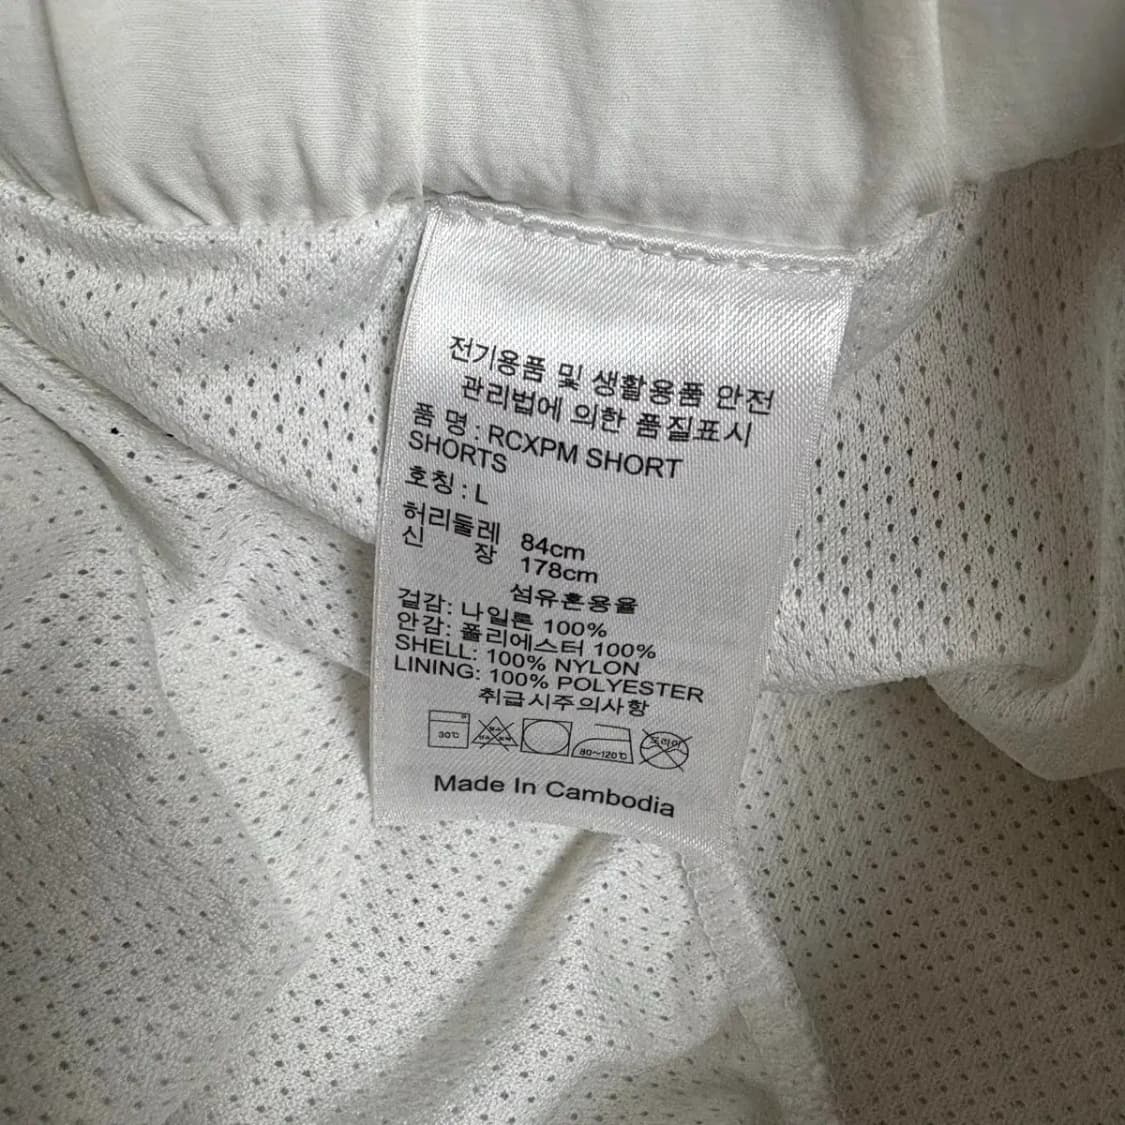 전기용품 및 생활용품 안전
관리법에 의한 품질표시
품 명 : RCXPM SHORT
SHORTS
호칭 : L
허리둘레 84cm
신 장 178cm
섬유혼용율
겉감: 나일론 100%
안감: 폴리에스터 100%
SHELL: 100% NYLON
LINING: 100% POLYESTER
취급시주의사항
30℃ 80~120℃ 드라이
Made In Cambodia